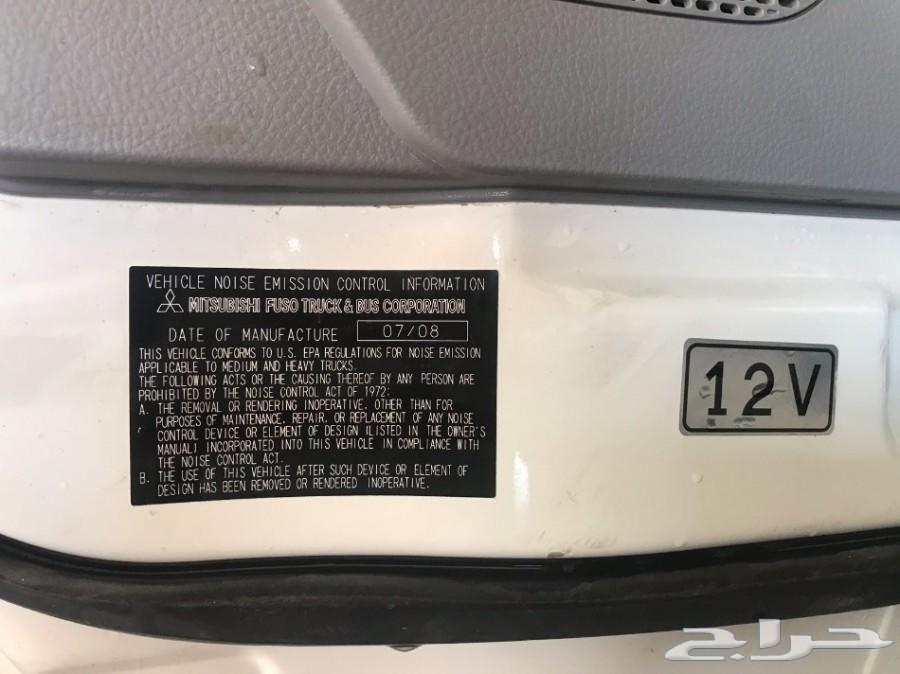 VEHICLE NOISE EMISSION CONTROL INFORMATION
MITSUBISHI FUSO TRUCK & BUS CORPORATION
DATE OF MANUFACTURE 07/08
THIS VEHICLE CONFORMS TO U.S. EPA REGULATIONS FOR NOISE EMISSION
APPLICABLE TO MEDIUM AND HEAVY TRUCKS.
THE FOLLOWING ACTS OR THE CAUSING THEREOF BY ANY PERSON ARE
PROHIBITED BY THE NOISE CONTROL ACT OF 1972:
A. THE REMOVAL OR RENDERING INOPERATIVE, OTHER THAN FOR
PURPOSES OF MAINTENANCE, REPAIR, OR REPLACEMENT OF ANY NOISE
CONTROL DEVICE OR ELEMENT OF DESIGN (LISTED IN THE OWNER'S
MANUAL) INCORPORATED INTO THIS VEHICLE IN COMPLIANCE WITH
THE NOISE CONTROL ACT.
B. THE USE OF THIS VEHICLE AFTER SUCH DEVICE OR ELEMENT OF
DESIGN HAS BEEN REMOVED OR RENDERED INOPERATIVE.
12V
حراج